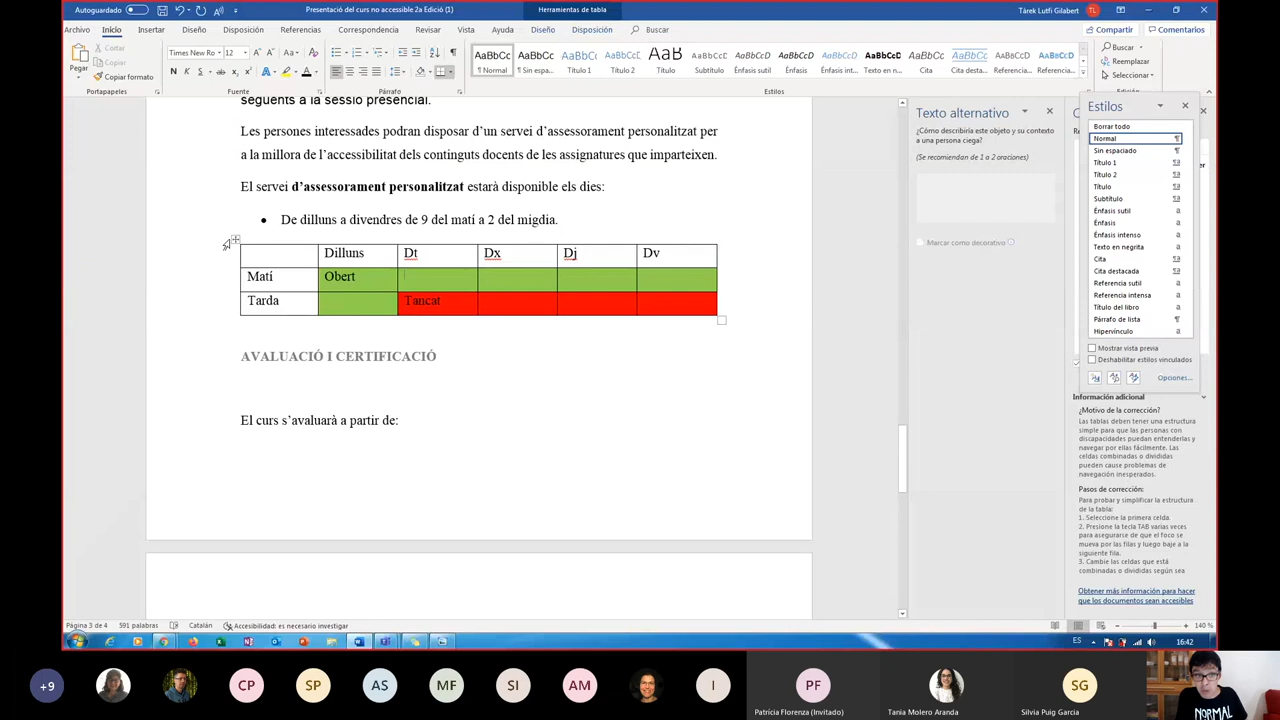 Autoguardado
Presentació del curs no accessible 2a Edició (1)
Herramientas de tabla
Tárek Lutfi Gilabert
TL
Archivo Inicio Insertar Diseño Disposición Referencias Correspondencia Revisar Vista Ayuda Diseño Disposición Buscar
Compartir Comentarios
Pegar
Cortar
Copiar
Copiar formato
Times New Ro 12
N K S
Portapapeles Fuente Párrafo Estilos Edición
AaBbCc AaBbCc AaBbCc AaBbCcI AaB AaBbCcD AaBbCcD AaBbCcD AaBbCcD AaBbCcD AaBbCcD AaBbCcD AaBbCcD
¶ Normal ¶ Sin espa... Título 1 Título 2 Título Subtítulo Énfasis sutil Énfasis Texto en n... Cita Cita desta... Referencia... Referencia...
Buscar
Reemplazar
Seleccionar
següents a la sessió presencial.
Les persones interessades podran disposar d’un servei d’assessorament personalitzat per
a la millora de l’accessibilitat dels continguts docents de les assignatures que imparteixen.
El servei d’assessorament personalitzat estarà disponible els dies:
• De dilluns a divendres de 9 del matí a 2 del migdia.
Dilluns Dt Dx Dj Dv
Matí Obert
Tarda Tancat
AVALUACIÓ I CERTIFICACIÓ
El curs s’avaluarà a partir de:
Texto alternativo
¿Cómo describiría este objeto y su contexto
a una persona ciega?
(Se recomiendan de 1 a 2 oraciones)
Marcar como decorativo
Estilos
Borrar todo
Normal
Sin espaciado
Título 1
Título 2
Título
Subtítulo
Énfasis sutil
Énfasis
Énfasis intenso
Texto en negrita
Cita
Cita destacada
Referencia sutil
Referencia intensa
Título del libro
Párrafo de lista
Hipervínculo
Mostrar vista previa
Deshabilitar estilos vinculados
Opciones...
Información adicional
¿Motivo de la corrección?
Las tablas deben tener una estructura
simple para que las personas con
discapacidades puedan entenderlas y
navegar por ellas fácilmente. Las
celdas combinadas o divididas
pueden causar problemas de
navegación inesperados.
Pasos de corrección:
Para probar y simplificar la estructura
de la tabla:
1. Seleccione la primera celda.
2. Presione la tecla TAB varias veces
para asegurarse de que el foco se
mueva por las filas y luego baje a la
siguiente fila.
3. Cambie las celdas que está
combinadas o divididas según sea
Obtener más información para hacer
que los documentos sean accesibles
Página 3 de 4 591 palabras Catalán Accesibilidad: es necesario investigar
140 %
ES 16:42
+9 CP SP AS MF SI AM I PF SG
Patrícia Florenza (Invitado) Tania Molero Aranda Silvia Puig Garcia
NORMAL